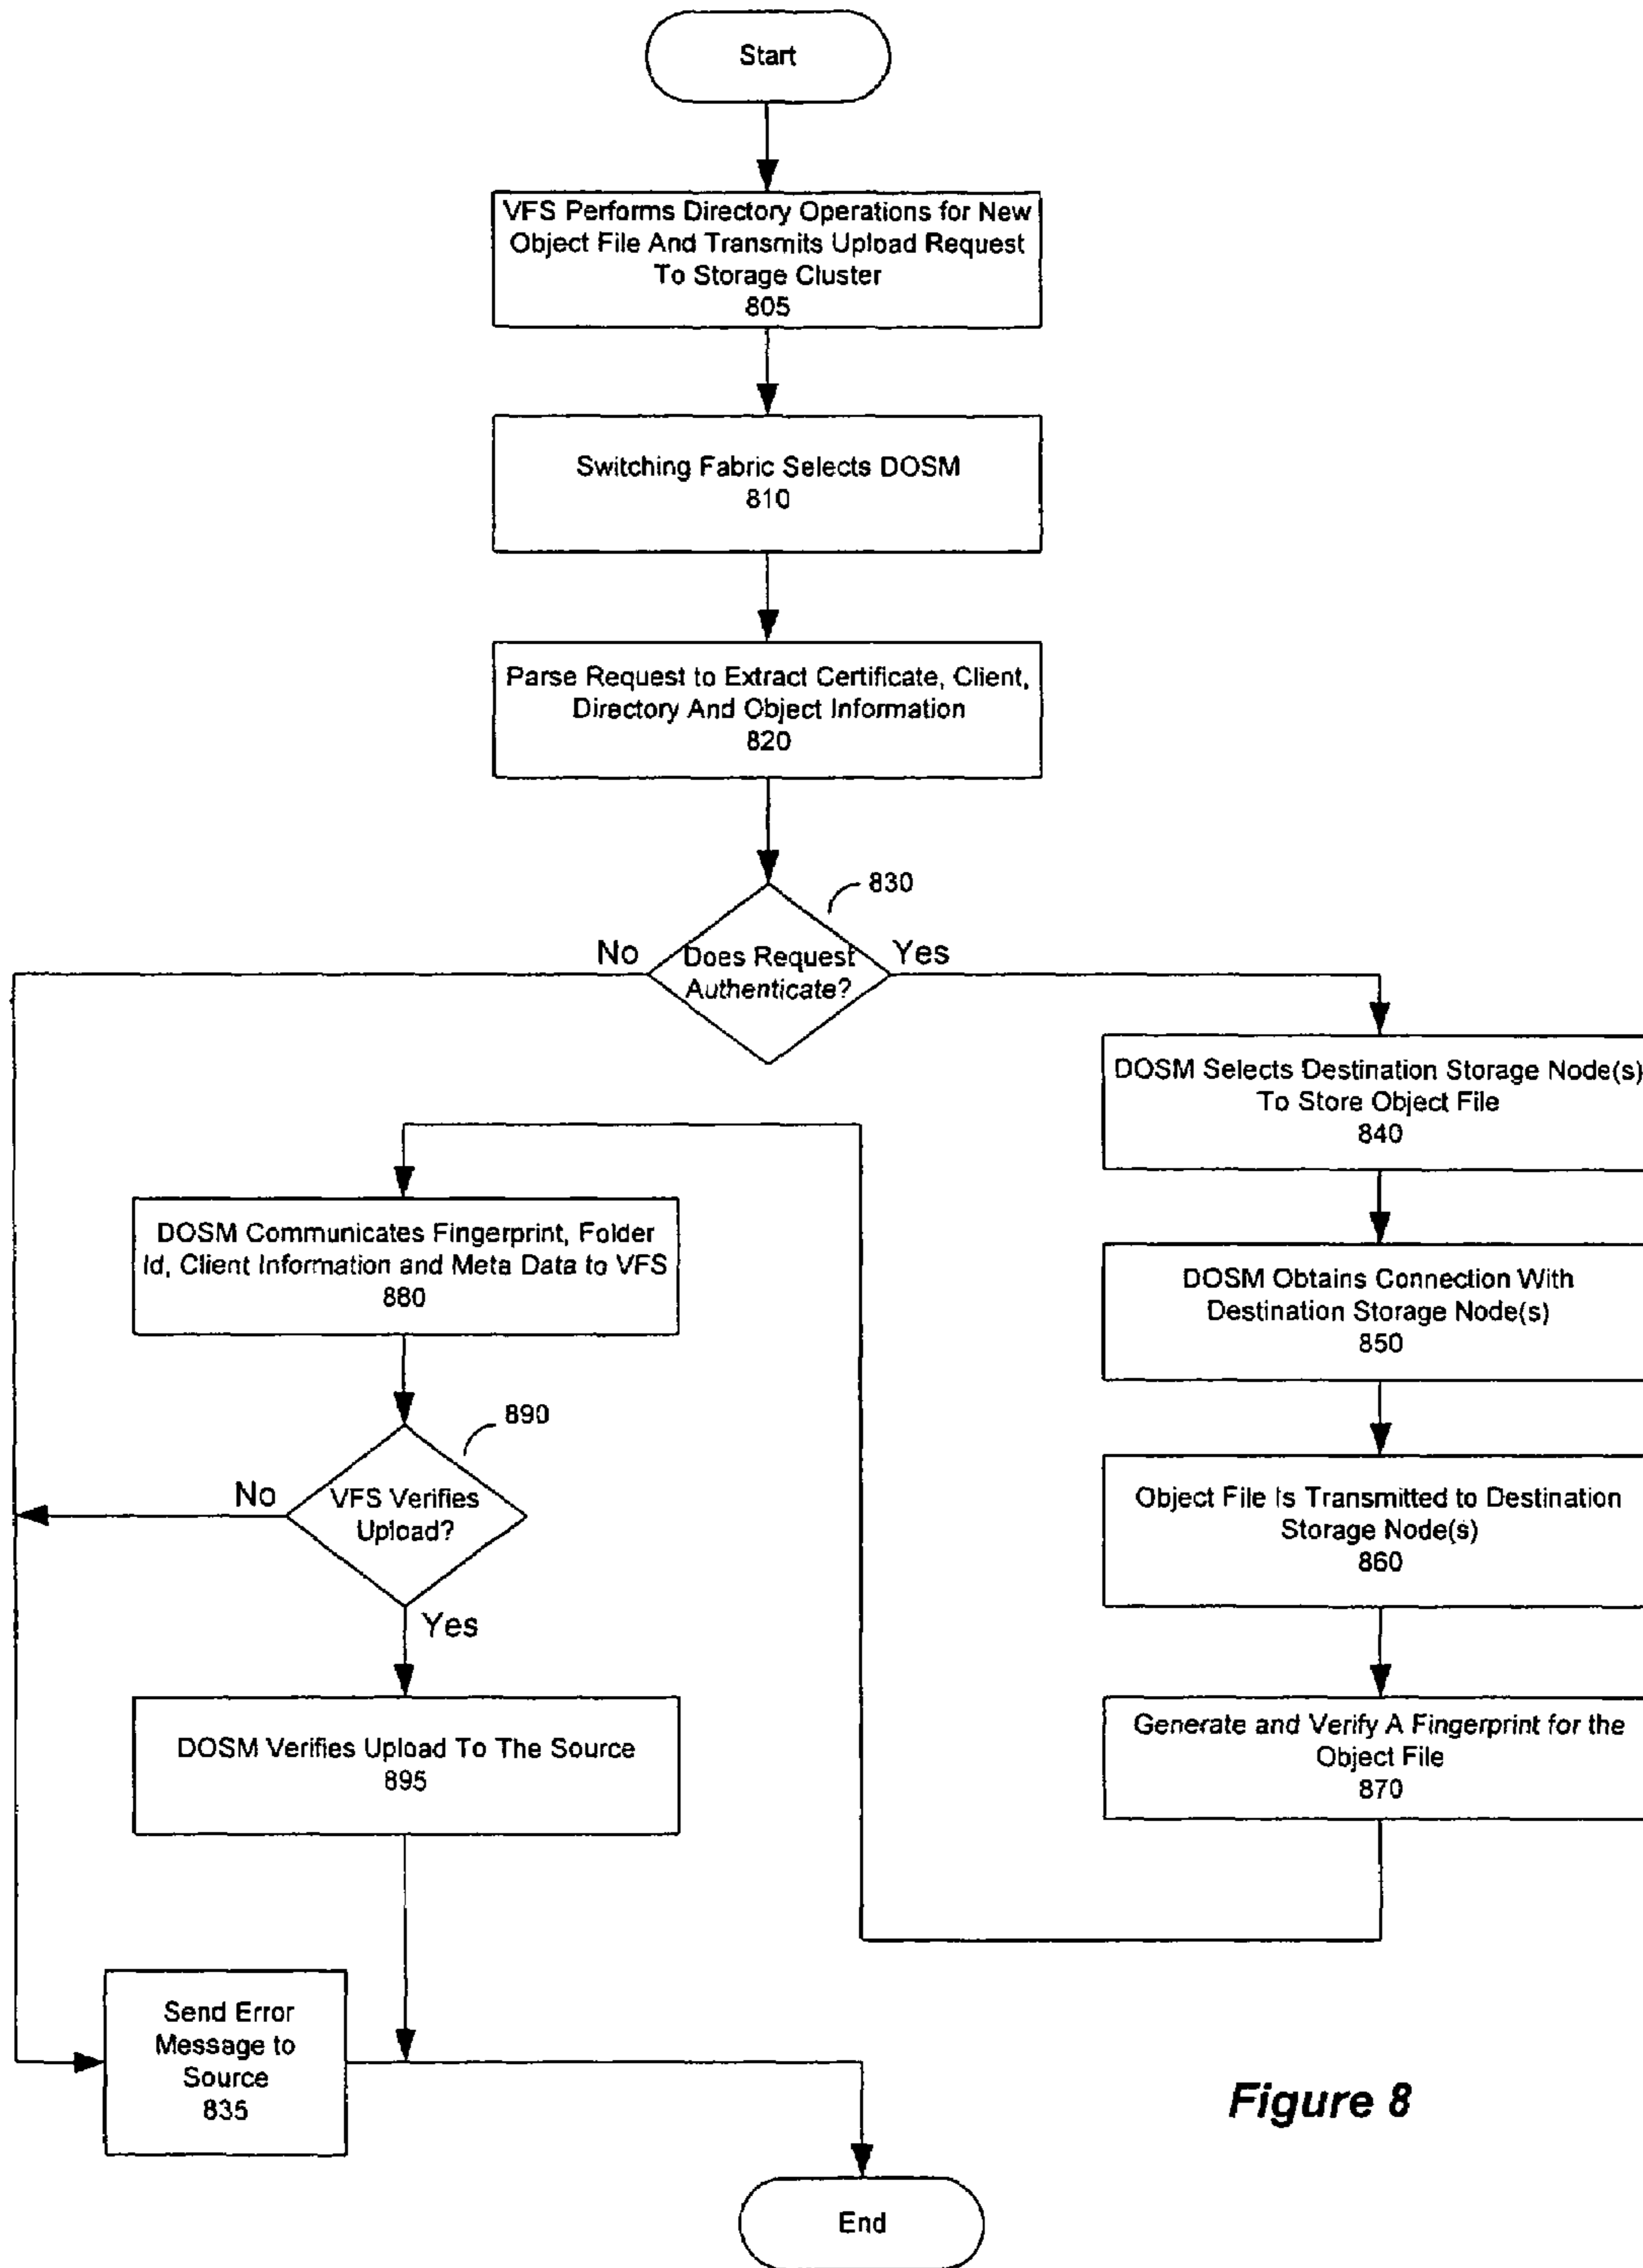 Start
VFS Performs Directory Operations for New
Object File And Transmits Upload Request
To Storage Cluster
805
Switching Fabric Selects DOSM
810
Parse Request to Extract Certificate, Client,
Directory And Object Information
820
830
No
Does Request
Authenticate?
Yes
DOSM Selects Destination Storage Node(s)
To Store Object File
840
DOSM Obtains Connection With
Destination Storage Node(s)
850
Object File Is Transmitted to Destination
Storage Node(s)
860
Generate and Verify A Fingerprint for the
Object File
870
DOSM Communicates Fingerprint, Folder
Id, Client Information and Meta Data to VFS
880
890
No
VFS Verifies
Upload?
Yes
DOSM Verifies Upload To The Source
895
Send Error
Message to
Source
835
End
Figure 8